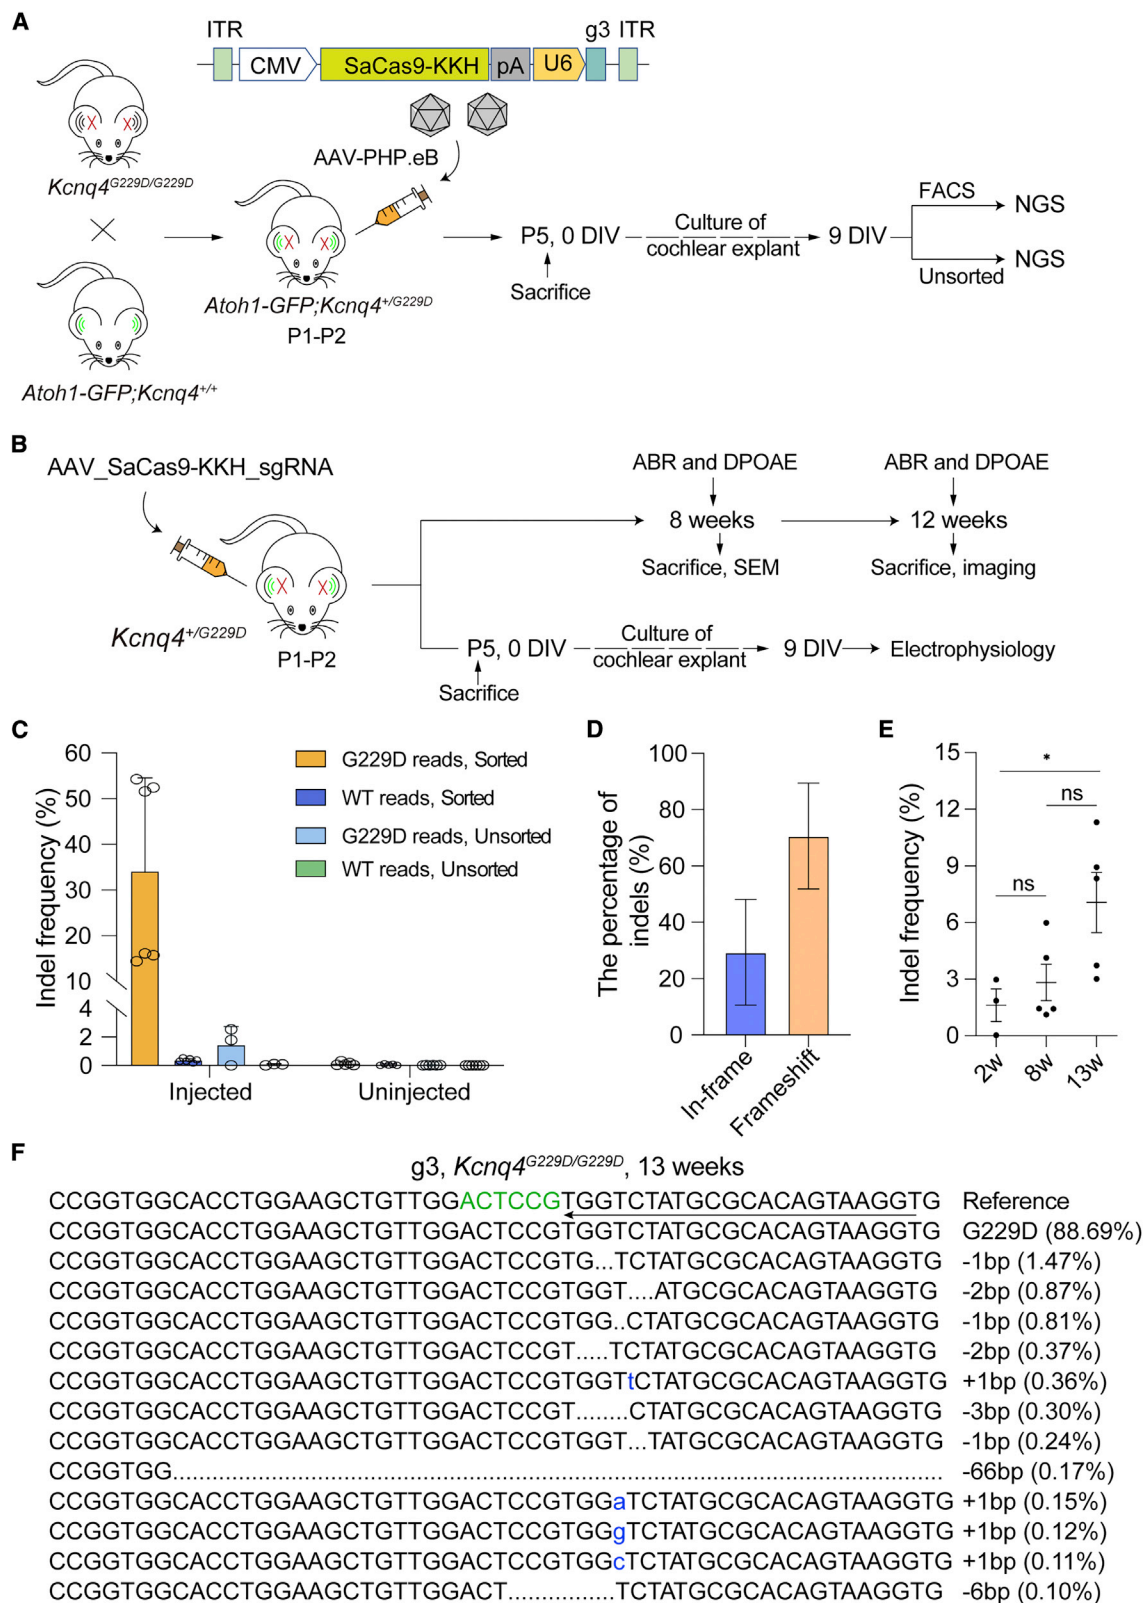 A
ITR
g3
ITR
CMV
SaCas9-KKH
pA
U6
AAV-PHP.eB
Kcnq4G229D/G229D
Atoh1-GFP;Kcnq4+/G229D
P1-P2
Atoh1-GFP;Kcnq4+/+
P5, 0 DIV
Sacrifice
Culture of
cochlear explant
9 DIV
FACS
NGS
Unsorted
NGS
B
AAV_SaCas9-KKH_sgRNA
Kcnq4+/G229D
P1-P2
ABR and DPOAE
ABR and DPOAE
8 weeks
12 weeks
Sacrifice, SEM
Sacrifice, imaging
P5, 0 DIV
Sacrifice
Culture of
cochlear explant
9 DIV
Electrophysiology
C
Indel frequency (%)
60
50
40
30
20
10
4
2
0
Injected
Uninjected
G229D reads, Sorted
WT reads, Sorted
G229D reads, Unsorted
WT reads, Unsorted
D
The percentage of
indels (%)
100
80
60
40
20
0
In-frame
Frameshift
E
Indel frequency (%)
15
12
9
6
3
0
*
ns
ns
2w
8w
13w
F
g3, Kcnq4G229D/G229D, 13 weeks
CCGGTGGCACCTGGAAGCTGTTGGACTCCGTGGTCTATGCGCACAGTAAGGTG Reference
CCGGTGGCACCTGGAAGCTGTTGGACTCCGTGGTCTATGCGCACAGTAAGGTG G229D (88.69%)
CCGGTGGCACCTGGAAGCTGTTGGACTCCGTG...TCTATGCGCACAGTAAGGTG -1bp (1.47%)
CCGGTGGCACCTGGAAGCTGTTGGACTCCGTGGT....ATGCGCACAGTAAGGTG -2bp (0.87%)
CCGGTGGCACCTGGAAGCTGTTGGACTCCGTGG..CTATGCGCACAGTAAGGTG -1bp (0.81%)
CCGGTGGCACCTGGAAGCTGTTGGACTCCGT.....TCTATGCGCACAGTAAGGTG -2bp (0.37%)
CCGGTGGCACCTGGAAGCTGTTGGACTCCGTGGTtCTATGCGCACAGTAAGGTG +1bp (0.36%)
CCGGTGGCACCTGGAAGCTGTTGGACTCCGT........CTATGCGCACAGTAAGGTG -3bp (0.30%)
CCGGTGGCACCTGGAAGCTGTTGGACTCCGTGGT...TATGCGCACAGTAAGGTG -1bp (0.24%)
CCGGTGG.............................................................................................................. -66bp (0.17%)
CCGGTGGCACCTGGAAGCTGTTGGACTCCGTGGaTCTATGCGCACAGTAAGGTG +1bp (0.15%)
CCGGTGGCACCTGGAAGCTGTTGGACTCCGTGGgTCTATGCGCACAGTAAGGTG +1bp (0.12%)
CCGGTGGCACCTGGAAGCTGTTGGACTCCGTGGcTCTATGCGCACAGTAAGGTG +1bp (0.11%)
CCGGTGGCACCTGGAAGCTGTTGGACT................TCTATGCGCACAGTAAGGTG -6bp (0.10%)